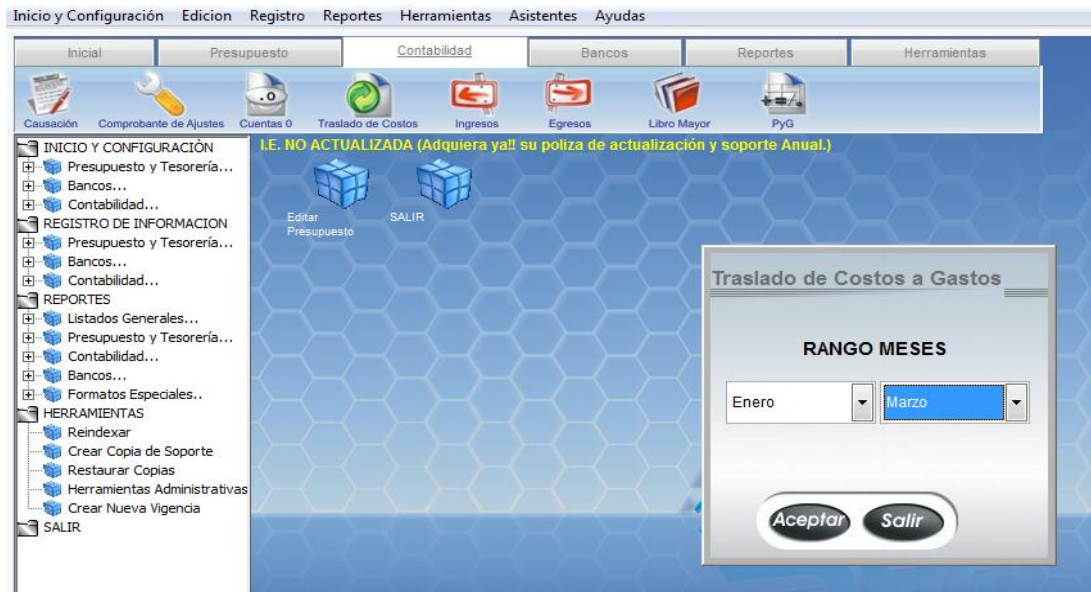 Inicio y Configuración Edicion Registro Reportes Herramientas Asistentes Ayudas
Inicial Presupuesto Contabilidad Bancos Reportes Herramientas
Causación Comprobante de Ajustes Cuentas 0 Traslado de Costos Ingresos Egresos Libro Mayor PyG
INICIO Y CONFIGURACIÒN
Presupuesto y Tesorería...
Bancos...
Contabilidad...
REGISTRO DE INFORMACION
Presupuesto y Tesorería...
Bancos...
Contabilidad...
REPORTES
Listados Generales...
Presupuesto y Tesorería...
Contabilidad...
Bancos...
Formatos Especiales..
HERRAMIENTAS
Reindexar
Crear Copia de Soporte
Restaurar Copias
Herramientas Administrativas
Crear Nueva Vigencia
SALIR
I.E. NO ACTUALIZADA (Adquiera ya!! su poliza de actualización y soporte Anual.)
Editar
Presupuesto
SALIR
Traslado de Costos a Gastos
RANGO MESES
Enero Marzo
Aceptar Salir